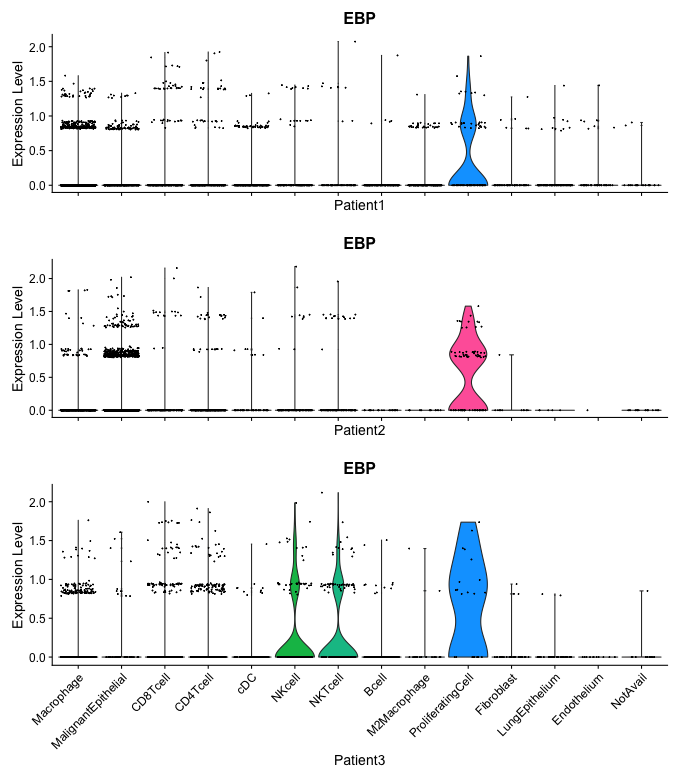 EBP
Expression Level
2.0
1.5
1.0
0.5
0.0
Patient1
EBP
Expression Level
2.0
1.5
1.0
0.5
0.0
Patient2
EBP
Expression Level
2.0
1.5
1.0
0.5
0.0
Macrophage
MalignantEpithelial
CD8Tcell
CD4Tcell
cDC
NKcell
NKTcell
Bcell
M2Macrophage
ProliferatingCell
Fibroblast
LungEpithelium
Endothelium
NotAvail
Patient3